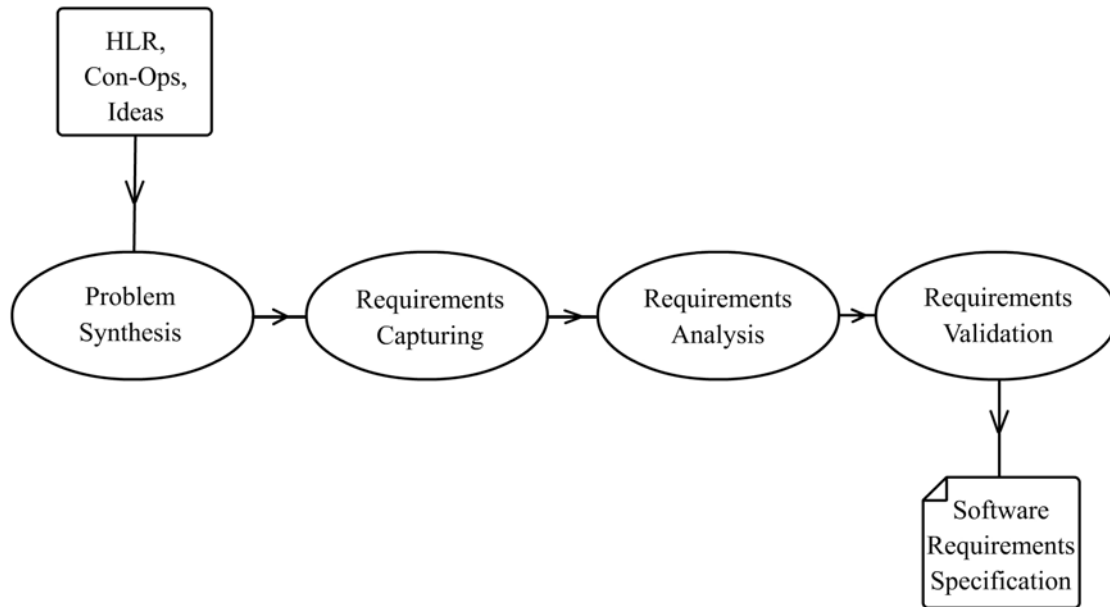 HLR,
Con-Ops,
Ideas
Problem
Synthesis
Requirements
Capturing
Requirements
Analysis
Requirements
Validation
Software
Requirements
Specification